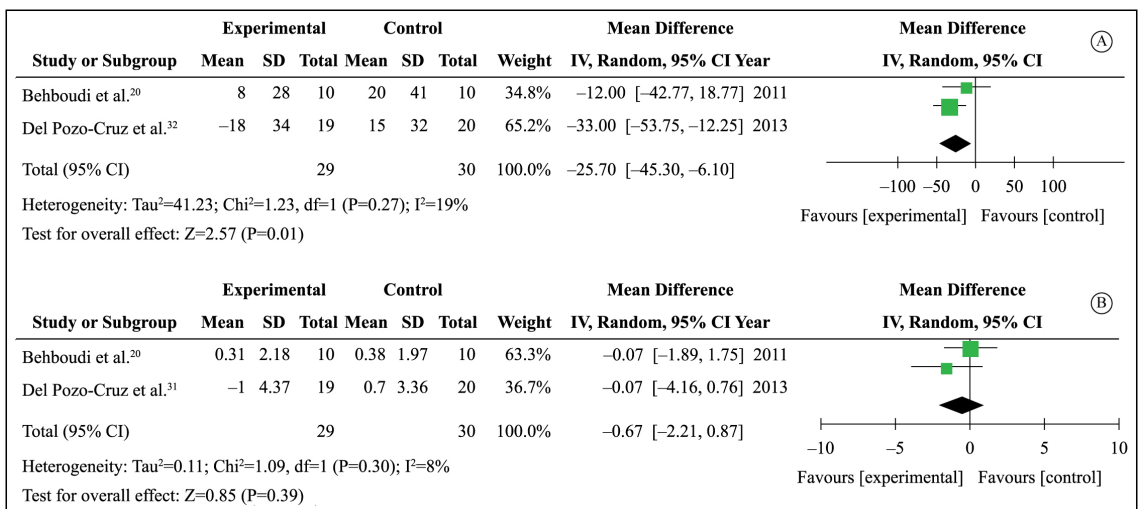 Experimental Control Mean Difference Mean Difference
Ⓐ
Study or Subgroup Mean SD Total Mean SD Total Weight IV, Random, 95% CI Year IV, Random, 95% CI
Behboudi et al.²⁰ 8 28 10 20 41 10 34.8% −12.00 [−42.77, 18.77] 2011
Del Pozo-Cruz et al.³² −18 34 19 15 32 20 65.2% −33.00 [−53.75, −12.25] 2013
Total (95% CI) 29 30 100.0% −25.70 [−45.30, −6.10]
−100 −50 0 50 100
Heterogeneity: Tau²=41.23; Chi²=1.23, df=1 (P=0.27); I²=19%
Favours [experimental] Favours [control]
Test for overall effect: Z=2.57 (P=0.01)
Experimental Control Mean Difference Mean Difference
Ⓑ
Study or Subgroup Mean SD Total Mean SD Total Weight IV, Random, 95% CI Year IV, Random, 95% CI
Behboudi et al.²⁰ 0.31 2.18 10 0.38 1.97 10 63.3% −0.07 [−1.89, 1.75] 2011
Del Pozo-Cruz et al.³¹ −1 4.37 19 0.7 3.36 20 36.7% −0.07 [−4.16, 0.76] 2013
Total (95% CI) 29 30 100.0% −0.67 [−2.21, 0.87]
−10 −5 0 5 10
Heterogeneity: Tau²=0.11; Chi²=1.09, df=1 (P=0.30); I²=8%
Favours [experimental] Favours [control]
Test for overall effect: Z=0.85 (P=0.39)